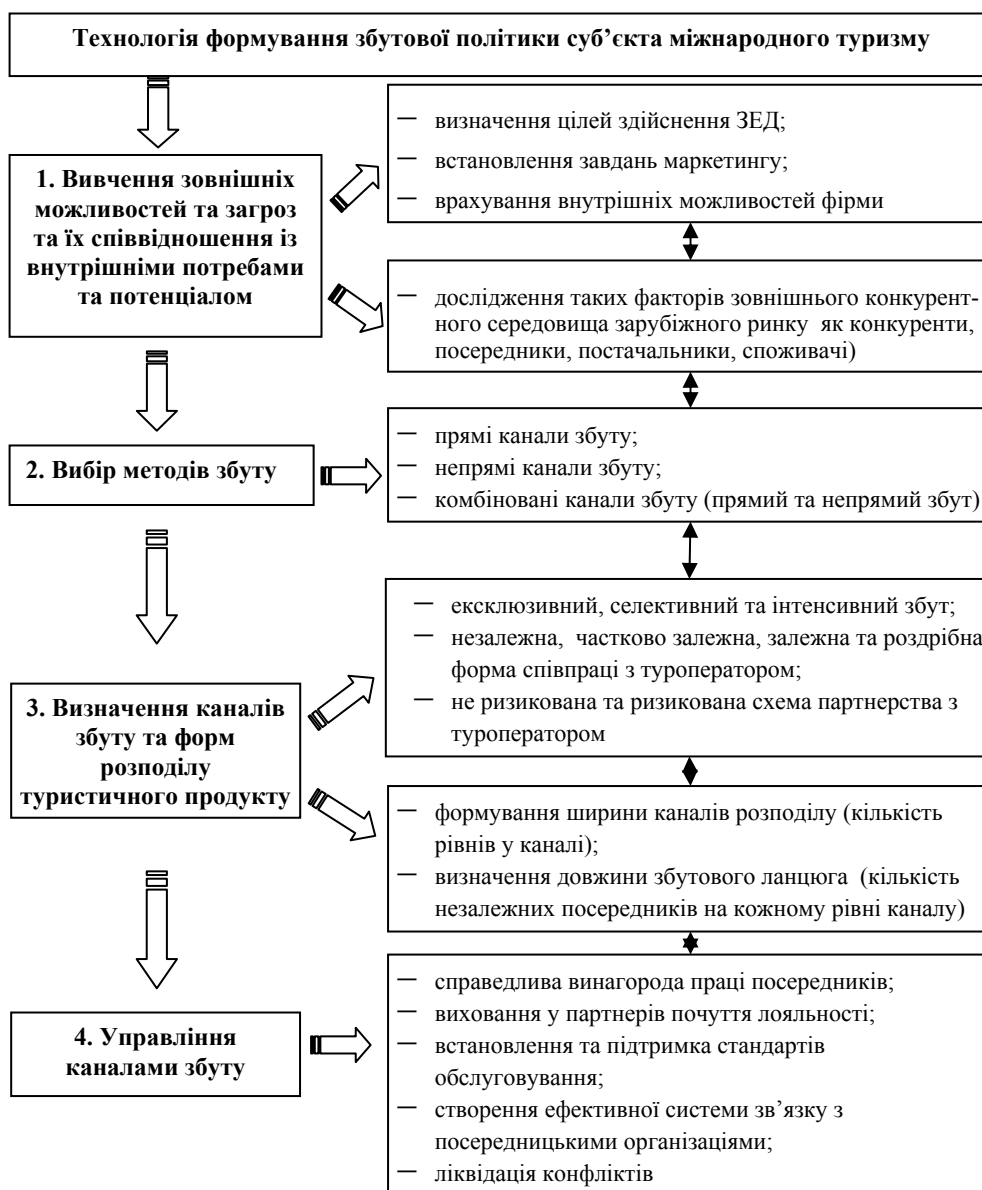 Технологія формування збутової політики суб’єкта міжнародного туризму
1. Вивчення зовнішніх
можливостей та загроз
та їх співвідношення із
внутрішніми потребами
та потенціалом
— визначення цілей здійснення ЗЕД;
— встановлення завдань маркетингу;
— врахування внутрішніх можливостей фірми
— дослідження таких факторів зовнішнього конкурент-
ного середовища зарубіжного ринку як конкуренти,
посередники, постачальники, споживачі)
2. Вибір методів збуту
— прямі канали збуту;
— непрямі канали збуту;
— комбіновані канали збуту (прямий та непрямий збут)
3. Визначення каналів
збуту та форм
розподілу
туристичного продукту
— ексклюзивний, селективний та інтенсивний збут;
— незалежна, частково залежна, залежна та роздрібна
форма співпраці з туроператором;
— не ризикована та ризикована схема партнерства з
туроператором
— формування ширини каналів розподілу (кількість
рівнів у каналі);
— визначення довжини збутового ланцюга (кількість
незалежних посередників на кожному рівні каналу)
4. Управління
каналами збуту
— справедлива винагорода праці посередників;
— виховання у партнерів почуття лояльності;
— встановлення та підтримка стандартів
обслуговування;
— створення ефективної системи зв’язку з
посередницькими організаціями;
— ліквідація конфліктів